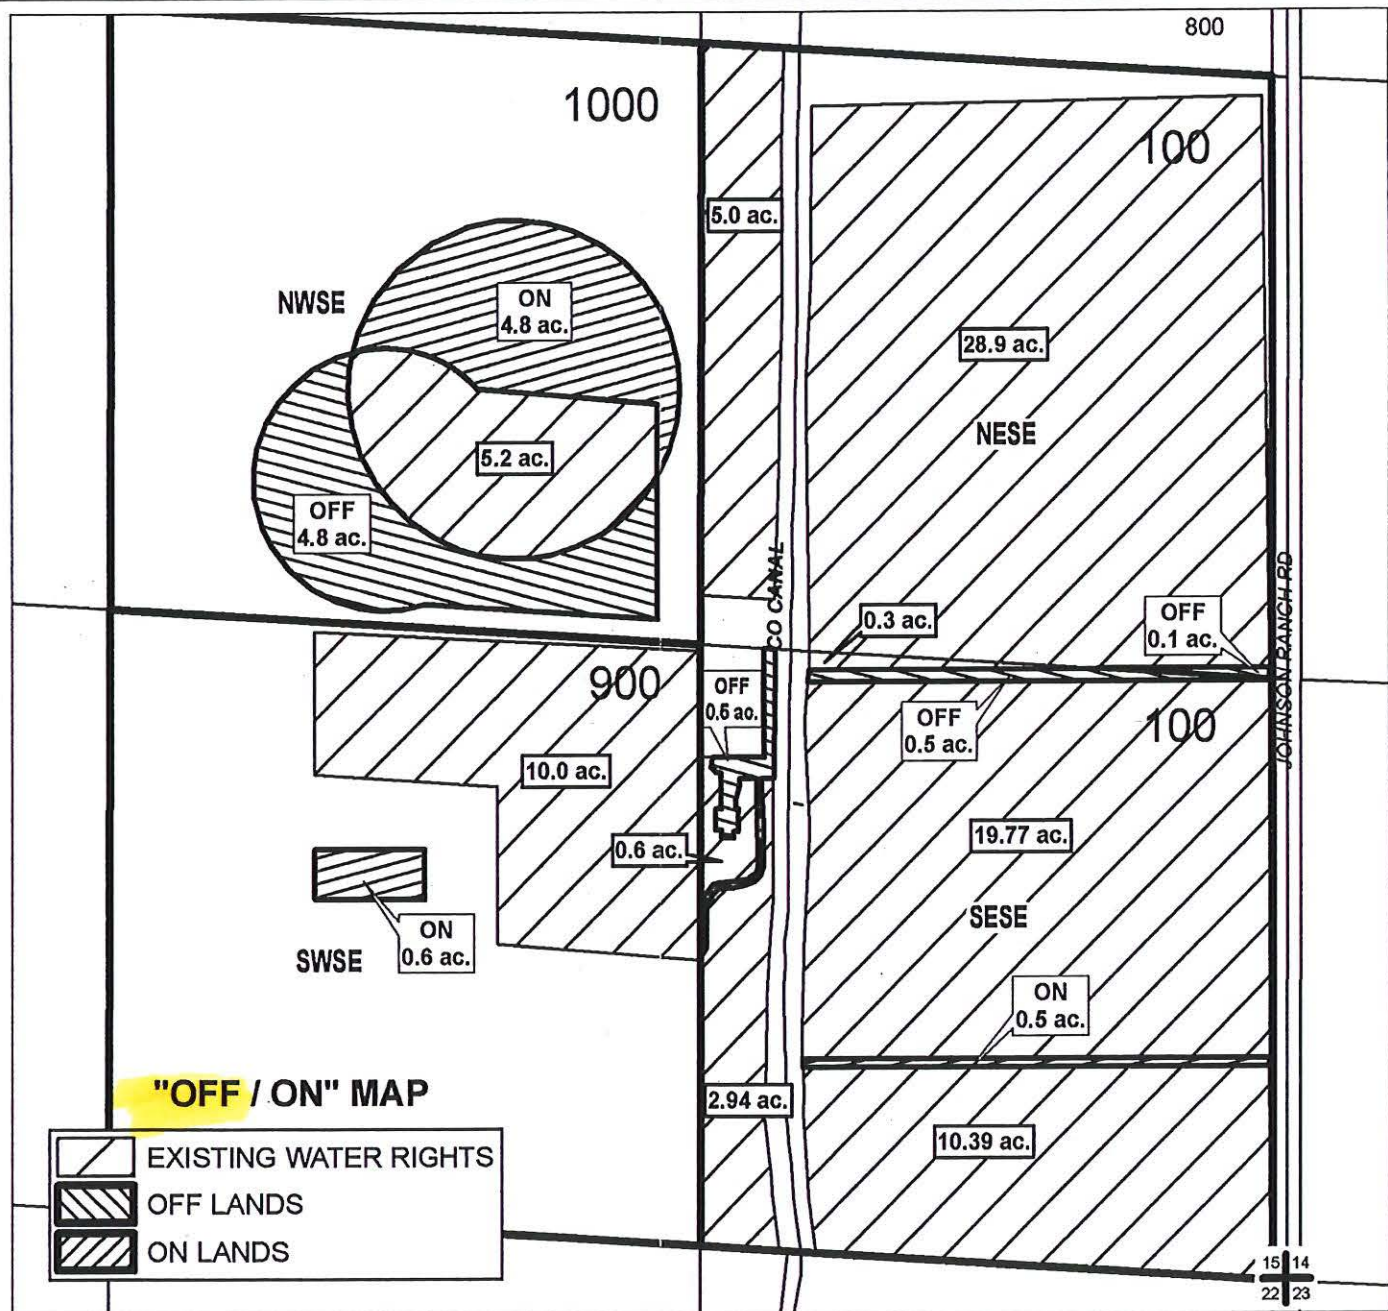 800
1000
100
5.0 ac.
NWSE
ON
4.8 ac.
28.9 ac.
NESE
5.2 ac.
OFF
4.8 ac.
CO CANAL
JOHNSON RANCH RD
0.3 ac.
OFF
0.1 ac.
900
OFF
0.5 ac.
100
10.0 ac.
0.6 ac.
19.77 ac.
SESE
ON
0.6 ac.
SWSE
ON
0.5 ac.
"OFF / ON" MAP
2.94 ac.
10.39 ac.
EXISTING WATER RIGHTS
OFF LANDS
ON LANDS
15 14
22 23